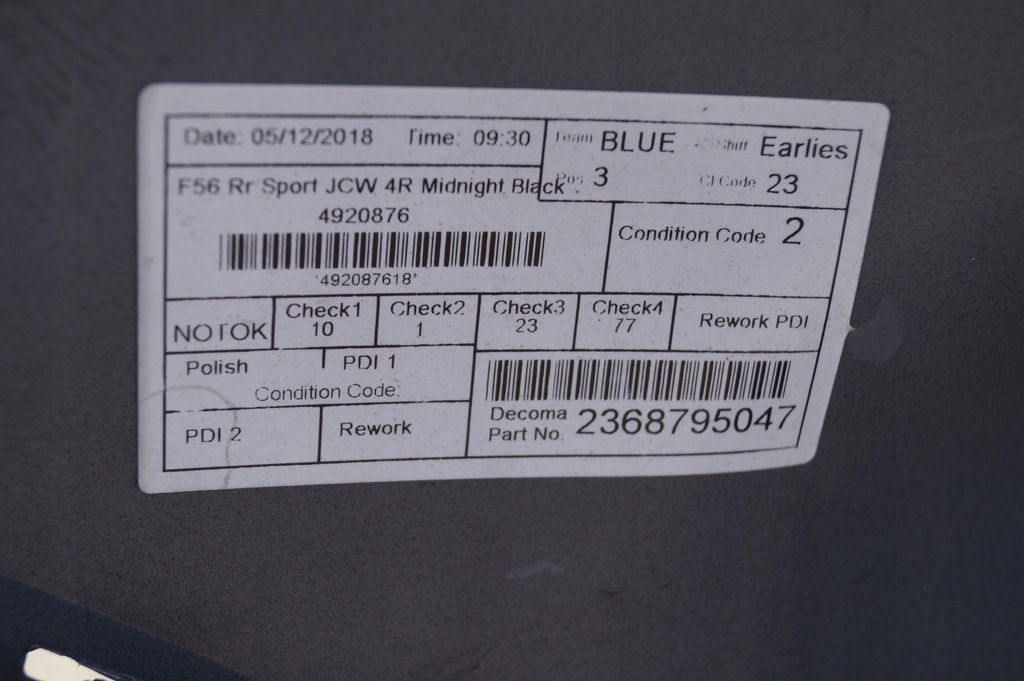 Date: 05/12/2018 Time: 09:30 Team BLUE Shift Earlies
Pos 3 CI Code 23
F56 Rr Sport JCW 4R Midnight Black
4920876
Condition Code 2
*492087618*
NOTOK Check1 Check2 Check3 Check4 Rework PDI
10 1 23 77
Polish PDI 1
Condition Code:
PDI 2 Rework
Decoma Part No. 2368795047